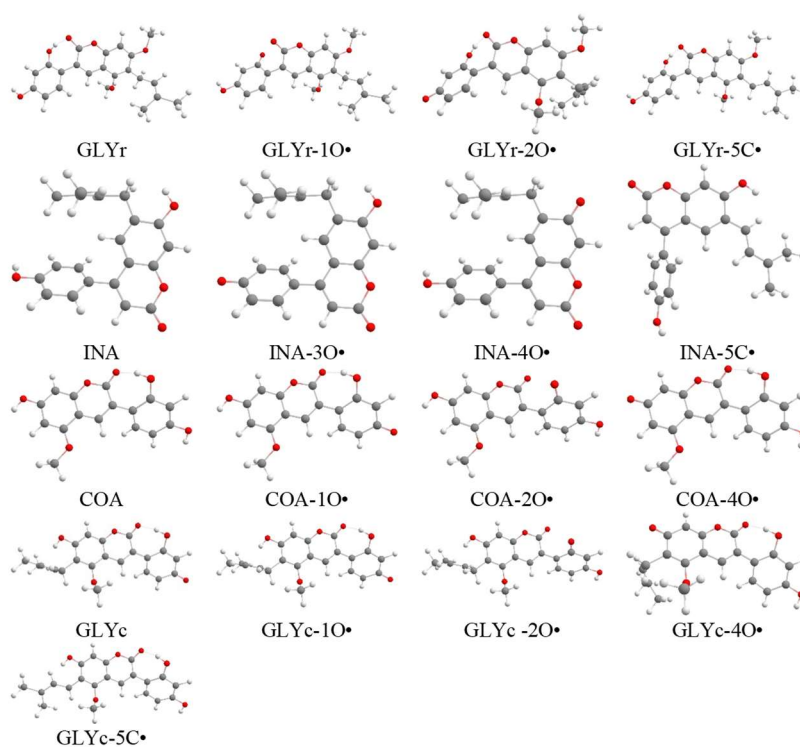 GLYr GLYr-1O• GLYr-2O• GLYr-5C•
INA INA-3O• INA-4O• INA-5C•
COA COA-1O• COA-2O• COA-4O•
GLYc GLYc-1O• GLYc -2O• GLYc-4O•
GLYc-5C•